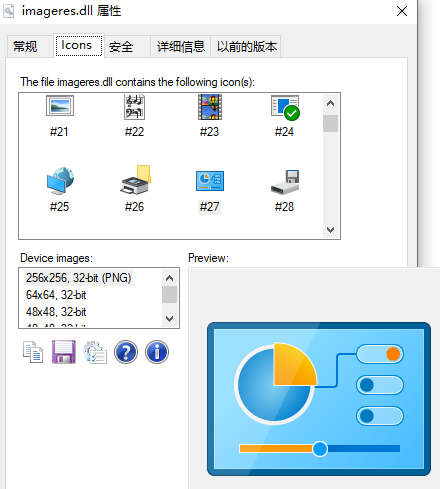 imageres.dll 属性
常规 Icons 安全 详细信息 以前的版本
The file imageres.dll contains the following icon(s):
#21 #22 #23 #24
#25 #26 #27 #28
Device images: Preview:
256x256, 32-bit (PNG)
64x64, 32-bit
48x48, 32-bit